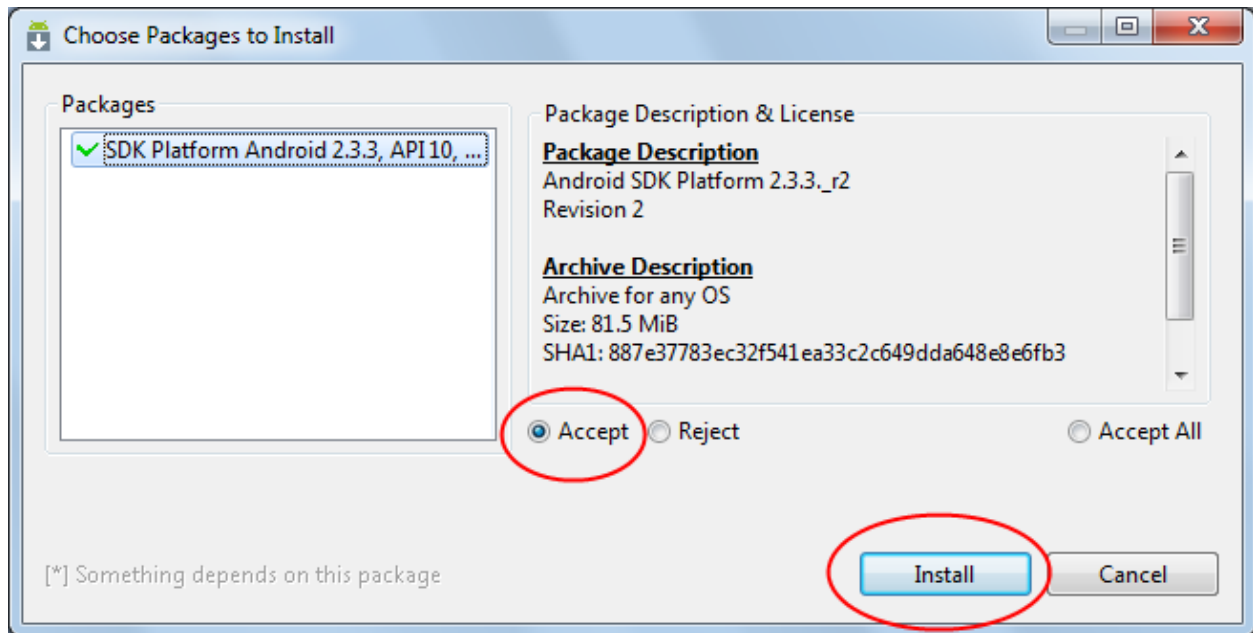 Choose Packages to Install
Packages
SDK Platform Android 2.3.3, API 10, ...
Package Description & License
Package Description
Android SDK Platform 2.3.3._r2
Revision 2
Archive Description
Archive for any OS
Size: 81.5 MiB
SHA1: 887e37783ec32f541ea33c2c649dda648e8e6fb3
Accept Reject Accept All
[*] Something depends on this package
Install Cancel